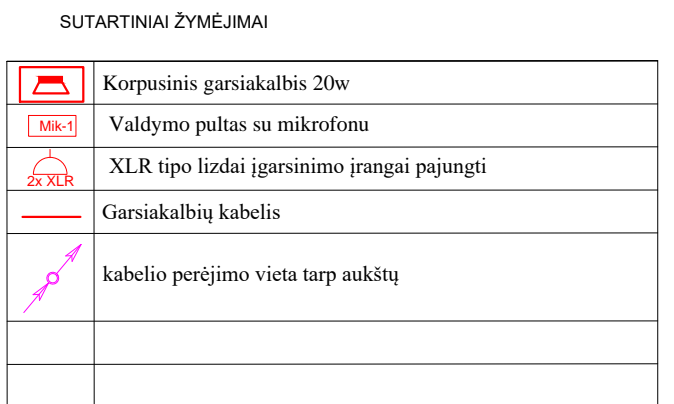 SUTARTINIAI ŽYMĖJIMAI
Korpusinis garsiakalbis 20w
Mik-1 Valdymo pultas su mikrofonu
2x XLR XLR tipo lizdai įgarsinimo įrangai pajungti
Garsiakalbių kabelis
kabelio perėjimo vieta tarp aukštų